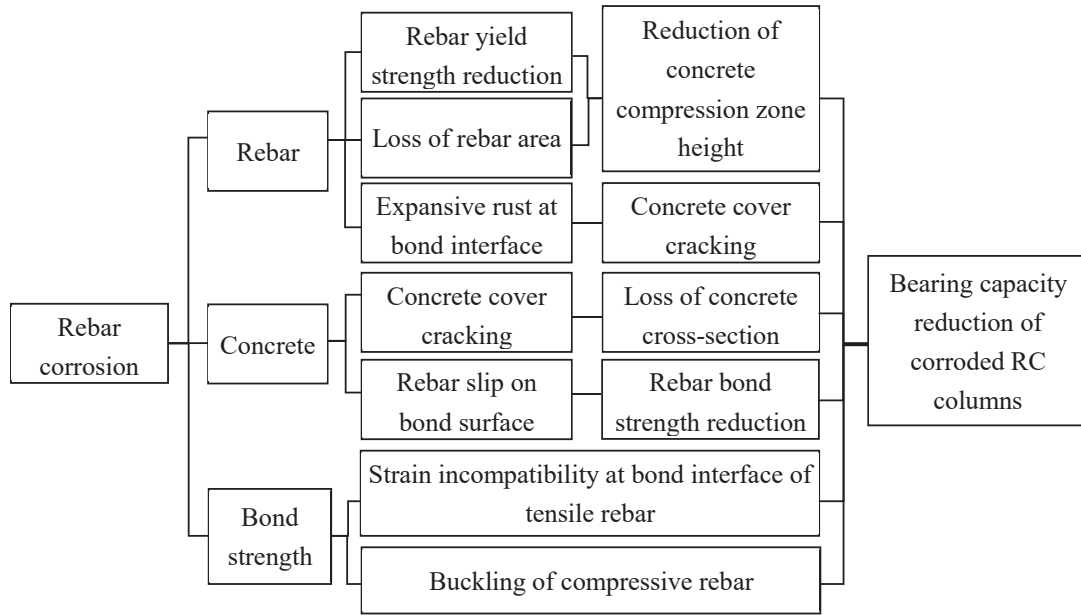 Rebar
corrosion
Rebar
Concrete
Bond
strength
Rebar yield
strength reduction
Loss of rebar area
Expansive rust at
bond interface
Concrete cover
cracking
Rebar slip on
bond surface
Reduction of
concrete
compression zone
height
Concrete cover
cracking
Loss of concrete
cross-section
Rebar bond
strength reduction
Strain incompatibility at bond interface of
tensile rebar
Buckling of compressive rebar
Bearing capacity
reduction of
corroded RC
columns